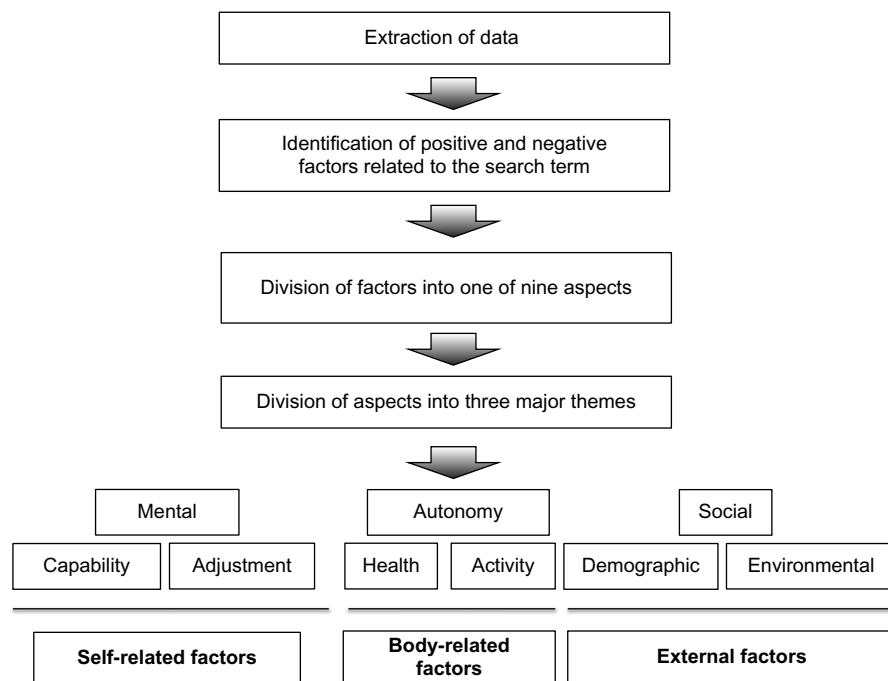 Extraction of data
Identification of positive and negative
factors related to the search term
Division of factors into one of nine aspects
Division of aspects into three major themes
Mental
Autonomy
Social
Capability
Adjustment
Health
Activity
Demographic
Environmental
Self-related factors
Body-related
factors
External factors